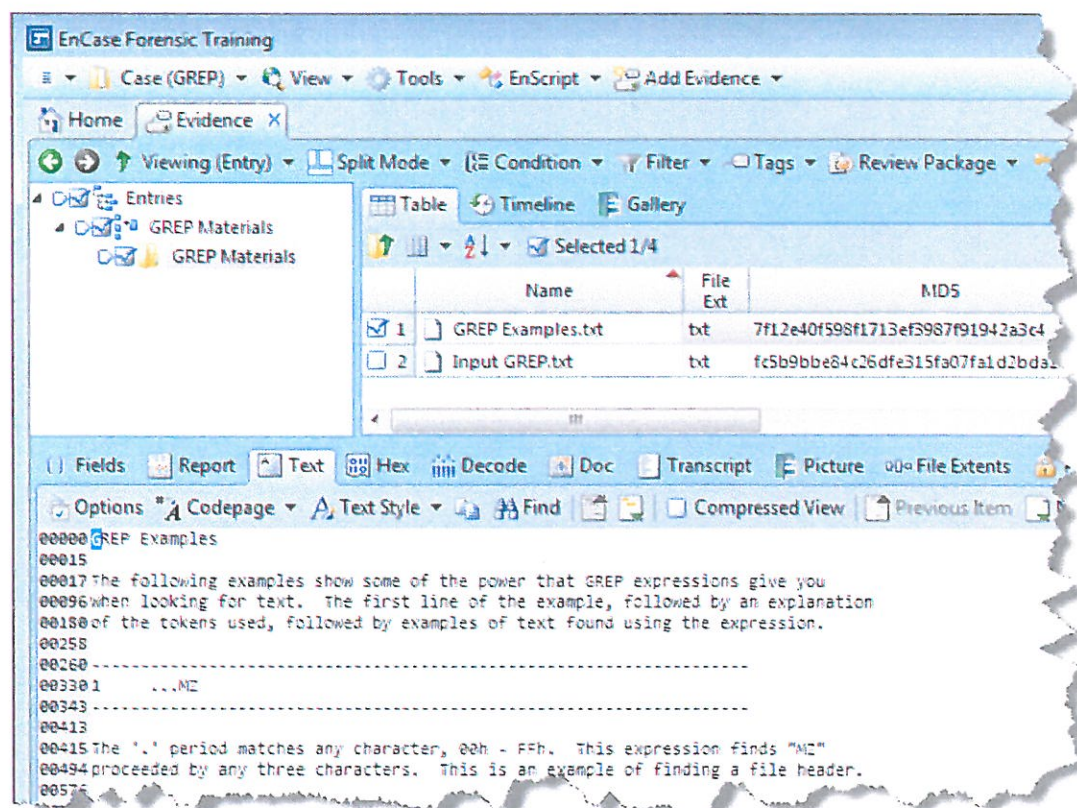 EnCase Forensic Training
Case (GREP) View Tools EnScript Add Evidence
Home Evidence X
Viewing (Entry) Split Mode Condition Filter Tags Review Package
Entries
GREP Materials
GREP Materials
Table Timeline Gallery
Selected 1/4
Name File Ext MD5
1 GREP Examples.txt txt 7f12e40f598f1713ef3987f91942a3c4
2 Input GREP.txt txt
Fields Report Text Hex Decode Doc Transcript Picture File Extents
Options Codepage Text Style Find Compressed View Previous Item
00000 GREP Examples
00015
00017 The following examples show some of the power that GREP expressions give you
00096 when looking for text. The first line of the example, followed by an explanation
00180 of the tokens used, followed by examples of text found using the expression.
00258
00260 ----------------------------------------------------------------------
00330 1 ...MZ
00343 ----------------------------------------------------------------------
00413
00415 The '.' period matches any character, 00h - FFh. This expression finds "MZ"
00494 proceeded by any three characters. This is an example of finding a file header.
00576